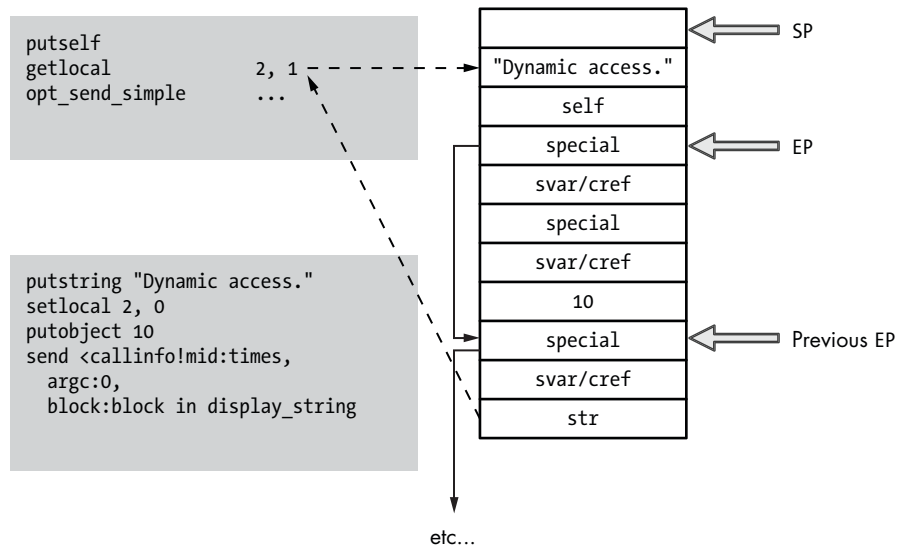 putself
getlocal 2, 1
opt_send_simple ...
putstring "Dynamic access."
setlocal 2, 0
putobject 10
send <callinfo!mid:times,
argc:0,
block:block in display_string
SP
"Dynamic access."
self
special
EP
svar/cref
special
svar/cref
10
special
Previous EP
svar/cref
str
etc...